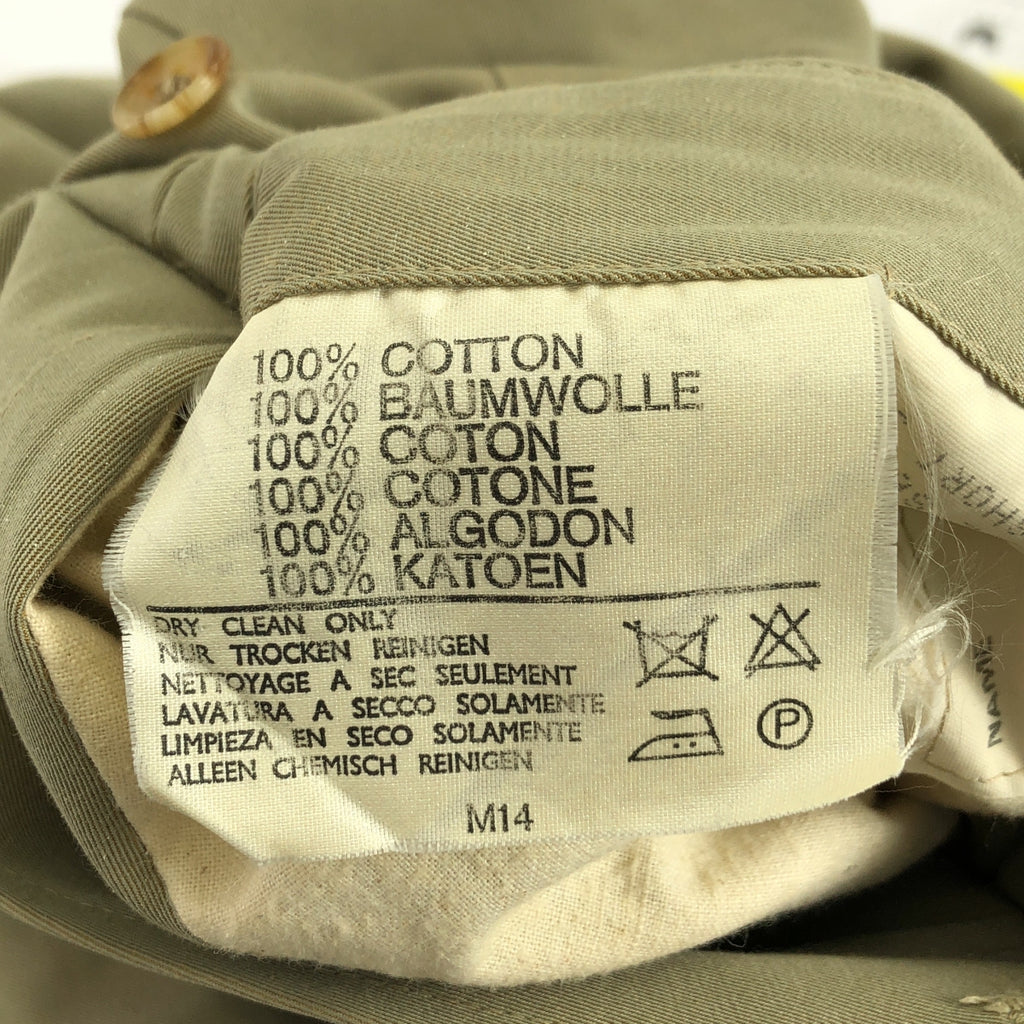 100% COTTON
100% BAUMWOLLE
100% COTON
100% COTONE
100% ALGODON
100% KATOEN
DRY CLEAN ONLY
NUR TROCKEN REINIGEN
NETTOYAGE A SEC SEULEMENT
LAVATURA A SECCO SOLAMENTE
LIMPIEZA EN SECO SOLAMENTE
ALLEEN CHEMISCH REINIGEN
P
M14
NAME